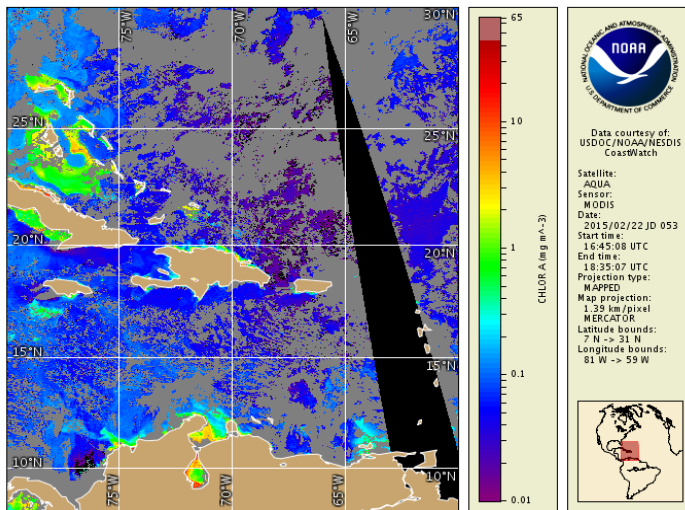 75°W
70°W
65°W
30°N
25°N
25°N
20°N
20°N
15°N
15°N
10°N
10°N
75°W
70°W
65°W
65
10
1
0.1
0.01
CHLOR A (mg m^-3)
NATIONAL OCEANIC AND ATMOSPHERIC ADMINISTRATION
NOAA
U.S. DEPARTMENT OF COMMERCE
Data courtesy of:
USDOC/NOAA/NESDIS
CoastWatch
Satellite:
AQUA
Sensor:
MODIS
Date:
2015/02/22 JD 053
Start time:
16:45:08 UTC
End time:
18:35:07 UTC
Projection type:
MAPPED
Map projection:
1.39 km/pixel
MERCATOR
Latitude bounds:
7 N -> 31 N
Longitude bounds:
81 W -> 59 W